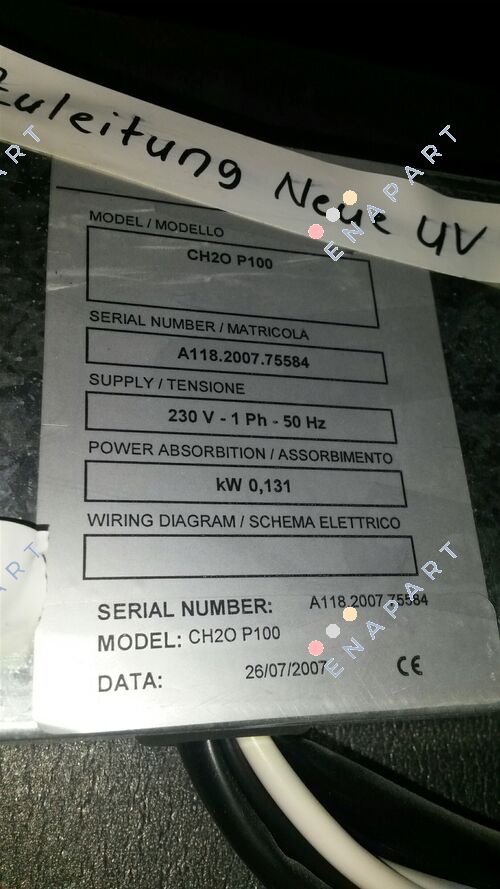 Zuleitung Neue UV
MODEL / MODELLO
CH2O P100
SERIAL NUMBER / MATRICOLA
A118.2007.75584
SUPPLY / TENSIONE
230 V - 1 Ph - 50 Hz
POWER ABSORBITION / ASSORBIMENTO
kW 0,131
WIRING DIAGRAM / SCHEMA ELETTRICO
SERIAL NUMBER: A118.2007.75584
MODEL: CH2O P100
DATA: 26/07/2007 CE
ENAPART
ENAPART
ENAPART
ENAPART